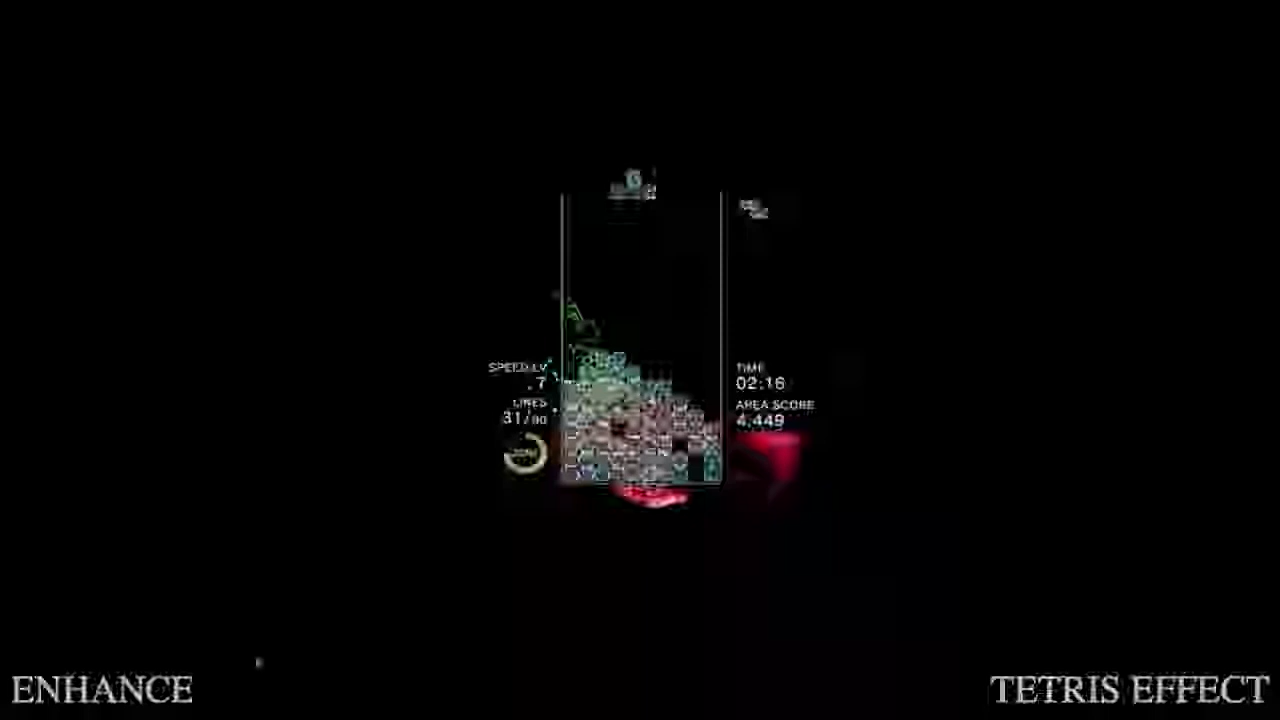 SPEED LV
7
LINES
31/90
TIME
02:16
AREA SCORE
4,449
ENHANCE
TETRIS EFFECT